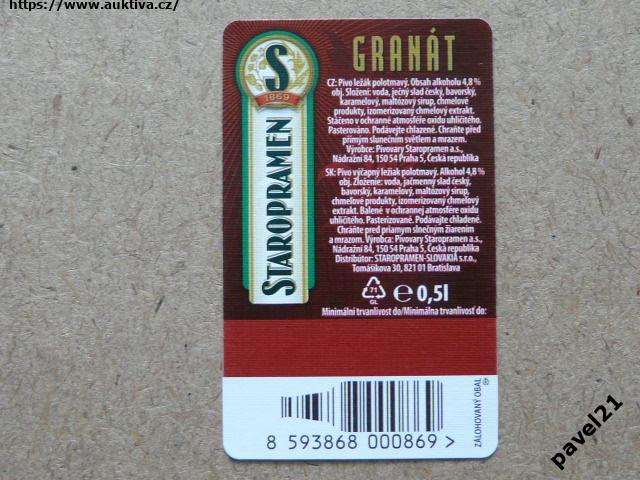 https://www.auktiva.cz/
GRANÁT
CZ: Pivo ležák polotmavý. Obsah alkoholu 4,8 %
obj. Složení: voda, ječný slad český, bavorský,
karamelový, maltózový sirup, chmelové
produkty, izomerizovaný chmelový extrakt.
Stáčeno v ochranné atmosféře oxidu uhličitého.
Pasterováno. Podávejte chlazené. Chraňte před
přímým slunečním světlem a mrazem.
Výrobce: Pivovary Staropramen a.s.,
Nádražní 84, 150 54 Praha 5, Česká republika
SK: Pivo výčapný ležiak polotmavý. Alkohol 4,8 %
obj. Zloženie: voda, jačmenný slad český,
bavorský, karamelový, maltózový sirup,
chmelové produkty, izomerizovaný chmelový
extrakt. Balené v ochrannej atmosfére oxidu
uhličitého. Pasterizované. Podávajte chladené.
Chráňte pred priamym slnečným žiarením
a mrazom. Výrobca: Pivovary Staropramen a.s.,
Nádražní 84, 150 54 Praha 5, Česká republika
Distribútor: STAROPRAMEN-SLOVAKIA s.r.o.,
Tomášikova 30, 821 01 Bratislava
S
1869
STAROPRAMEN
71
GL
e 0,5l
Minimální trvanlivost do/Minimálna trvanlivosť do:
8 593868 000869 >
ZÁLOHOVANÝ OBAL
pavel21